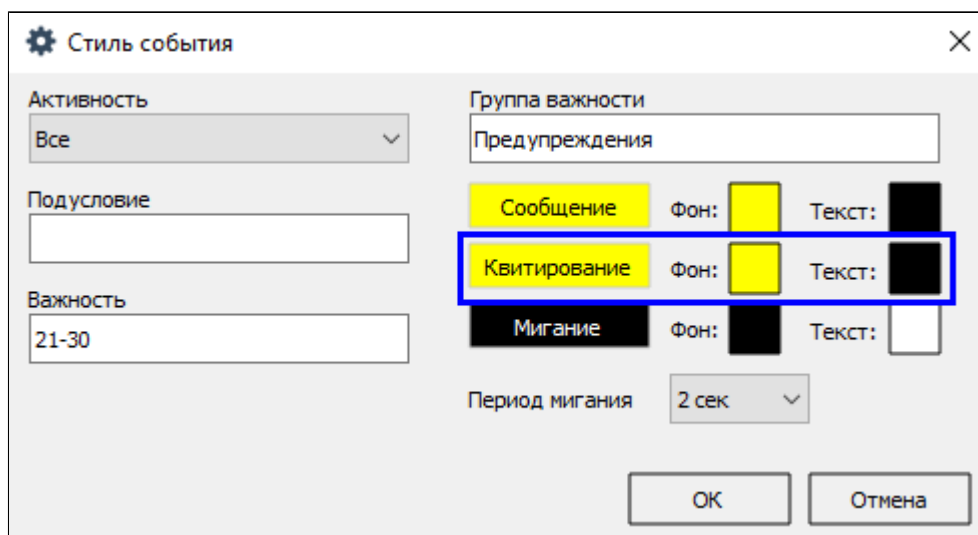 Стиль события
Активность
Все
Подусловие
Важность
21-30
Группа важности
Предупреждения
Сообщение Фон: Текст:
Квитирование Фон: Текст:
Мигание Фон: Текст:
Период мигания 2 сек
ОК Отмена